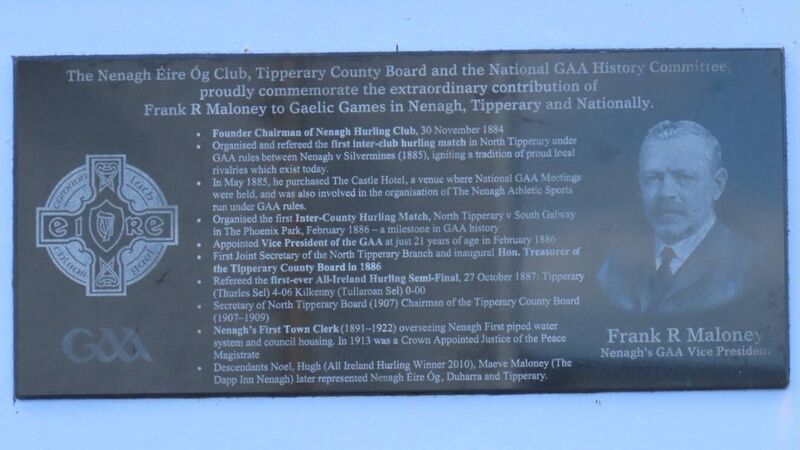 The Nenagh Éire Óg Club, Tipperary County Board and the National GAA History Committee,
proudly commemorate the extraordinary contribution of
Frank R Maloney to Gaelic Games in Nenagh, Tipperary and Nationally.
• Founder Chairman of Nenagh Hurling Club, 30 November 1884
• Organised and refereed the first inter-club hurling match in North Tipperary under
GAA rules between Nenagh v Silvermines (1885), igniting a tradition of proud local
rivalries which exist today.
• In May 1885, he purchased The Castle Hotel, a venue where National GAA Meetings
were held, and was also involved in the organisation of The Nenagh Athletic Sports
run under GAA rules.
• Organised the first Inter-County Hurling Match, North Tipperary v South Galway
in The Phoenix Park, February 1886 – a milestone in GAA history
• Appointed Vice President of the GAA at just 21 years of age in February 1886
• First Joint Secretary of the North Tipperary Branch and inaugural Hon. Treasurer of
the Tipperary County Board in 1886
• Refereed the first-ever All-Ireland Hurling Semi-Final, 27 October 1887: Tipperary
(Thurles Sel) 4-06 Kilkenny (Tullaroan Sel) 0-00
• Secretary of North Tipperary Board (1907) Chairman of the Tipperary County Board
(1907–1909)
• Nenagh's First Town Clerk (1891–1922) overseeing Nenagh First piped water
system and council housing. In 1913 was a Crown Appointed Justice of the Peace
Magistrate
• Descendants Noel, Hugh (All Ireland Hurling Winner 2010), Maeve Maloney (The
Dapp Inn Nenagh) later represented Nenagh Éire Óg, Duharra and Tipperary.
EIRE
GAA
Frank R Maloney
Nenagh's GAA Vice President